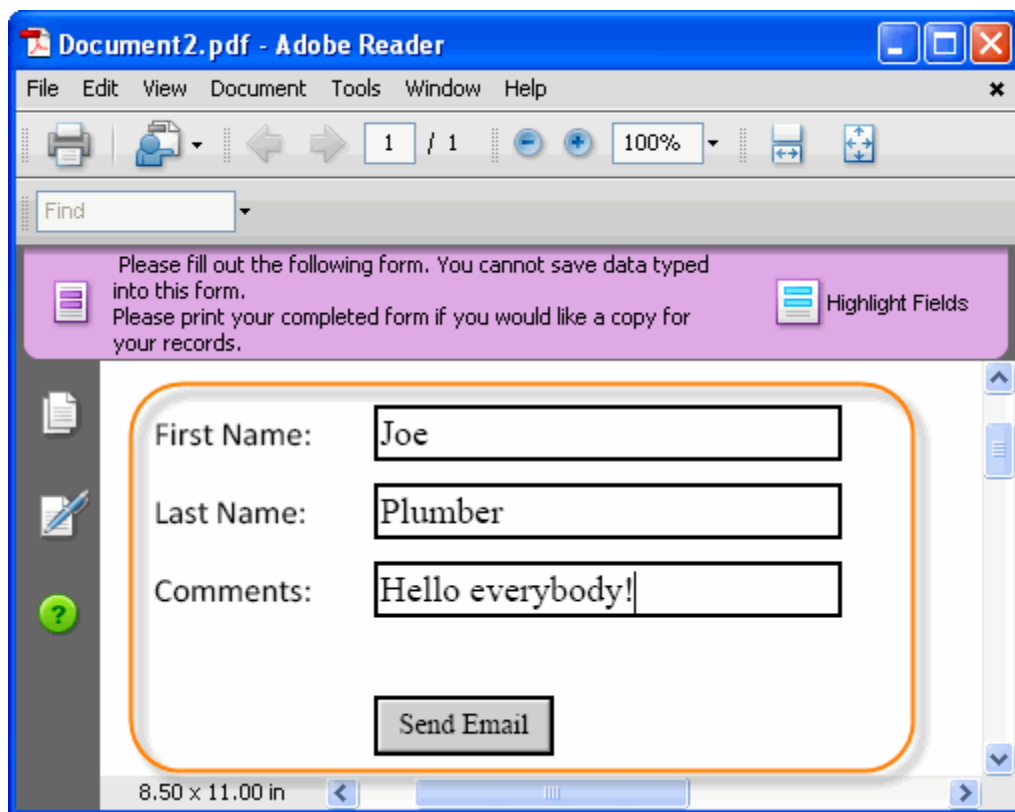 Document2.pdf - Adobe Reader
File Edit View Document Tools Window Help
1 / 1 100%
Find
Please fill out the following form. You cannot save data typed
into this form.
Please print your completed form if you would like a copy for
your records.
Highlight Fields
First Name: Joe
Last Name: Plumber
Comments: Hello everybody!
Send Email
8.50 x 11.00 in